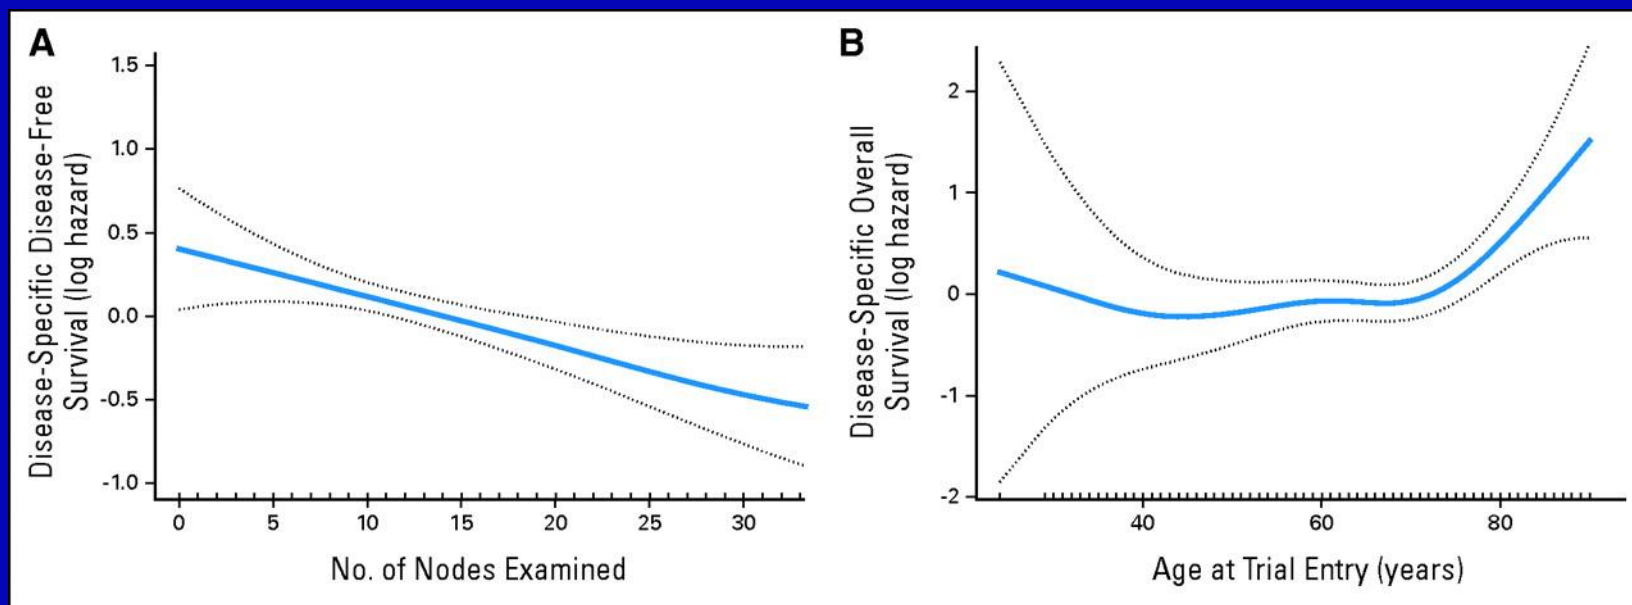 A
Disease-Specific Disease-Free
Survival (log hazard)
1.5
1.0
0.5
0.0
-0.5
-1.0
0 5 10 15 20 25 30
No. of Nodes Examined
B
Disease-Specific Overall
Survival (log hazard)
2
1
0
-1
-2
40 60 80
Age at Trial Entry (years)